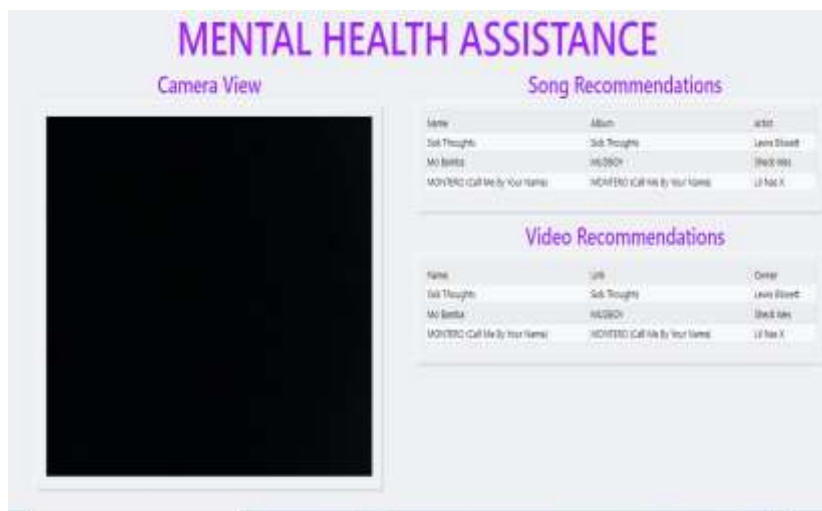 MENTAL HEALTH ASSISTANCE
Camera View
Song Recommendations
Name Album Artist
Sick Thoughts Sick Thoughts Lewis Blissett
Mo Bamba MUDBOY Sheck Wes
MONTERO (Call Me By Your Name) MONTERO (Call Me By Your Name) Lil Nas X
Video Recommendations
Name Link Owner
Sick Thoughts Sick Thoughts Lewis Blissett
Mo Bamba MUDBOY Sheck Wes
MONTERO (Call Me By Your Name) MONTERO (Call Me By Your Name) Lil Nas X